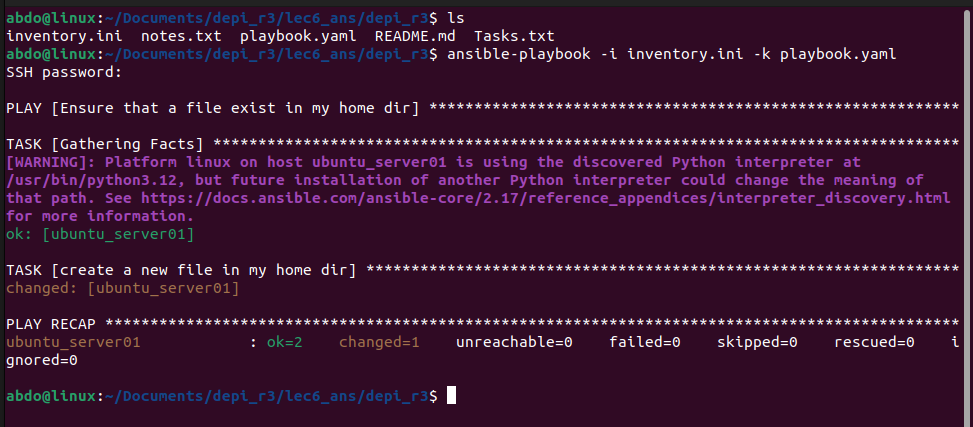 abdo@linux:~/Documents/depi_r3/lec6_ans/depi_r3$ ls
inventory.ini  notes.txt  playbook.yaml  README.md  Tasks.txt
abdo@linux:~/Documents/depi_r3/lec6_ans/depi_r3$ ansible-playbook -i inventory.ini -k playbook.yaml
SSH password:
PLAY [Ensure that a file exist in my home dir] ***********************************************************
TASK [Gathering Facts] ***********************************************************************************
[WARNING]: Platform linux on host ubuntu_server01 is using the discovered Python interpreter at
/usr/bin/python3.12, but future installation of another Python interpreter could change the meaning of
that path. See https://docs.ansible.com/ansible-core/2.17/reference_appendices/interpreter_discovery.html
for more information.
ok: [ubuntu_server01]
TASK [create a new file in my home dir] ******************************************************************
changed: [ubuntu_server01]
PLAY RECAP ***********************************************************************************************
ubuntu_server01            : ok=2    changed=1    unreachable=0    failed=0    skipped=0    rescued=0    i
gnored=0
abdo@linux:~/Documents/depi_r3/lec6_ans/depi_r3$